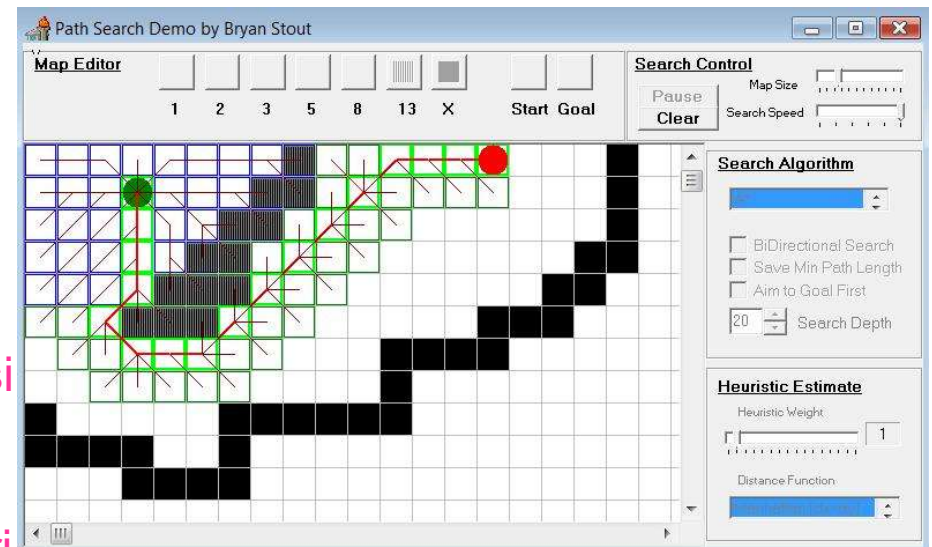 Path Search Demo by Bryan Stout
Map Editor
1 2 3 5 8 13 X Start Goal
Search Control
Map Size
Pause
Clear
Search Speed
Search Algorithm
BiDirectional Search
Save Min Path Length
Aim to Goal First
20 Search Depth
Heuristic Estimate
Heuristic Weight
1
Distance Function
si
ri